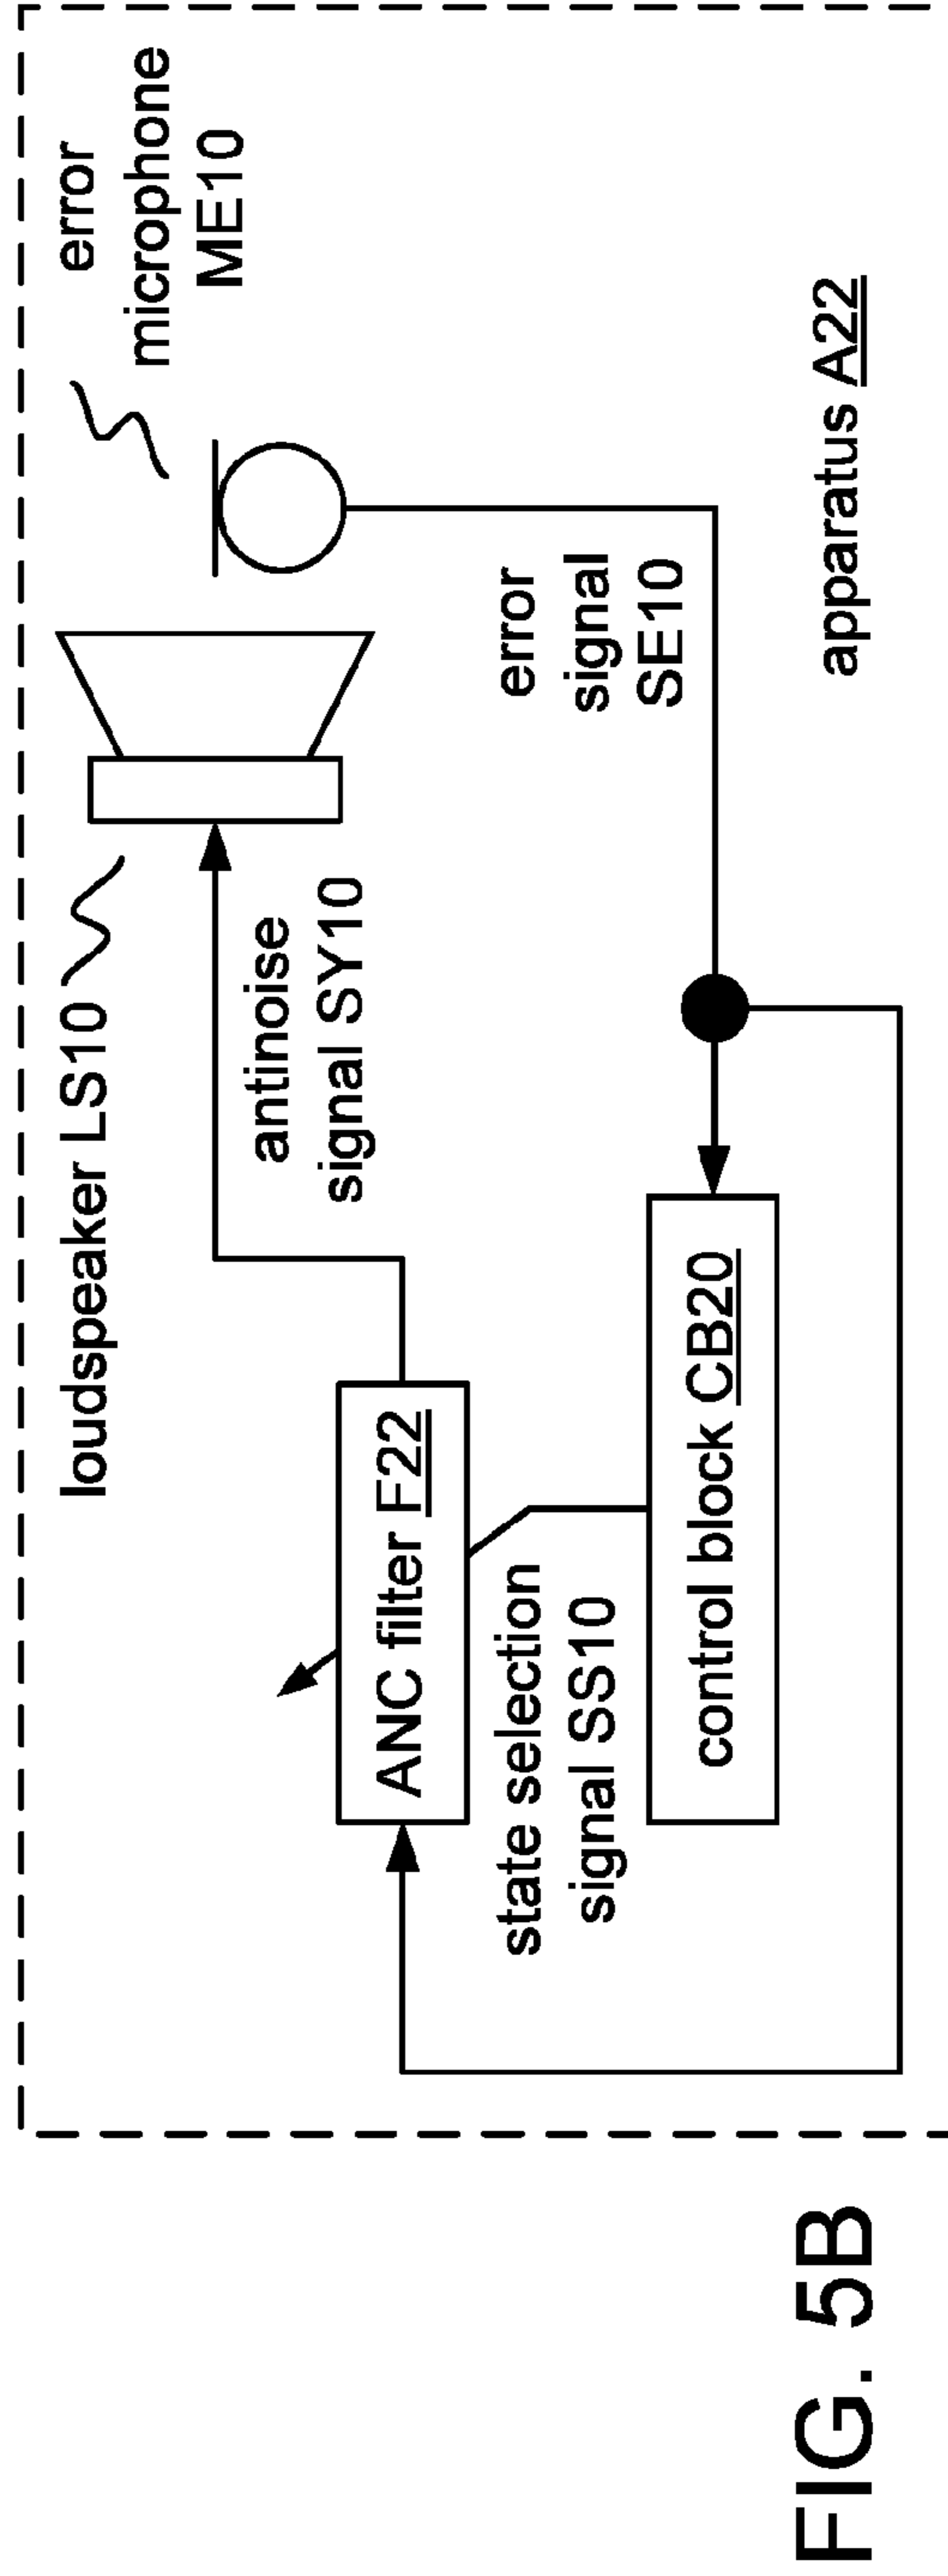 loudspeaker LS10
error
microphone
ME10
antinoise
signal SY10
ANC filter F22
error
signal
SE10
state selection
signal SS10
control block CB20
apparatus A22
FIG. 5B